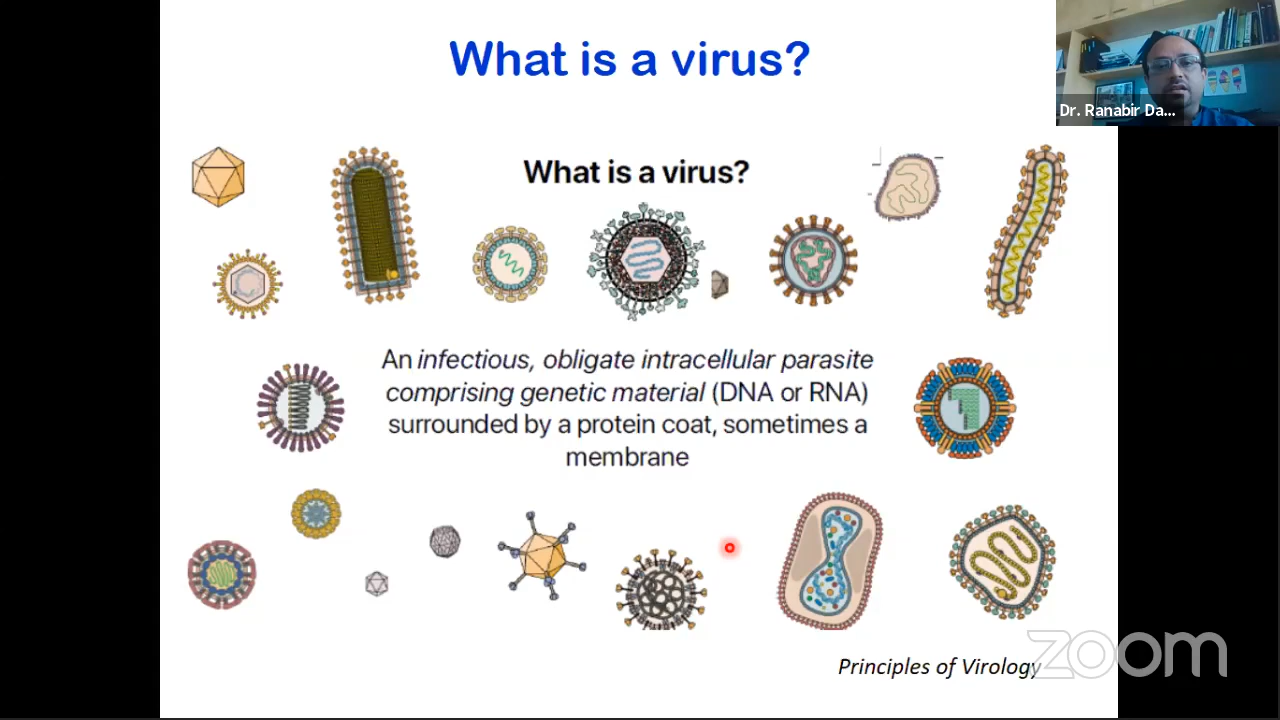 What is a virus?
Dr. Ranabir Da...
What is a virus?
An infectious, obligate intracellular parasite
comprising genetic material (DNA or RNA)
surrounded by a protein coat, sometimes a
membrane
Principles of Virology
zoom